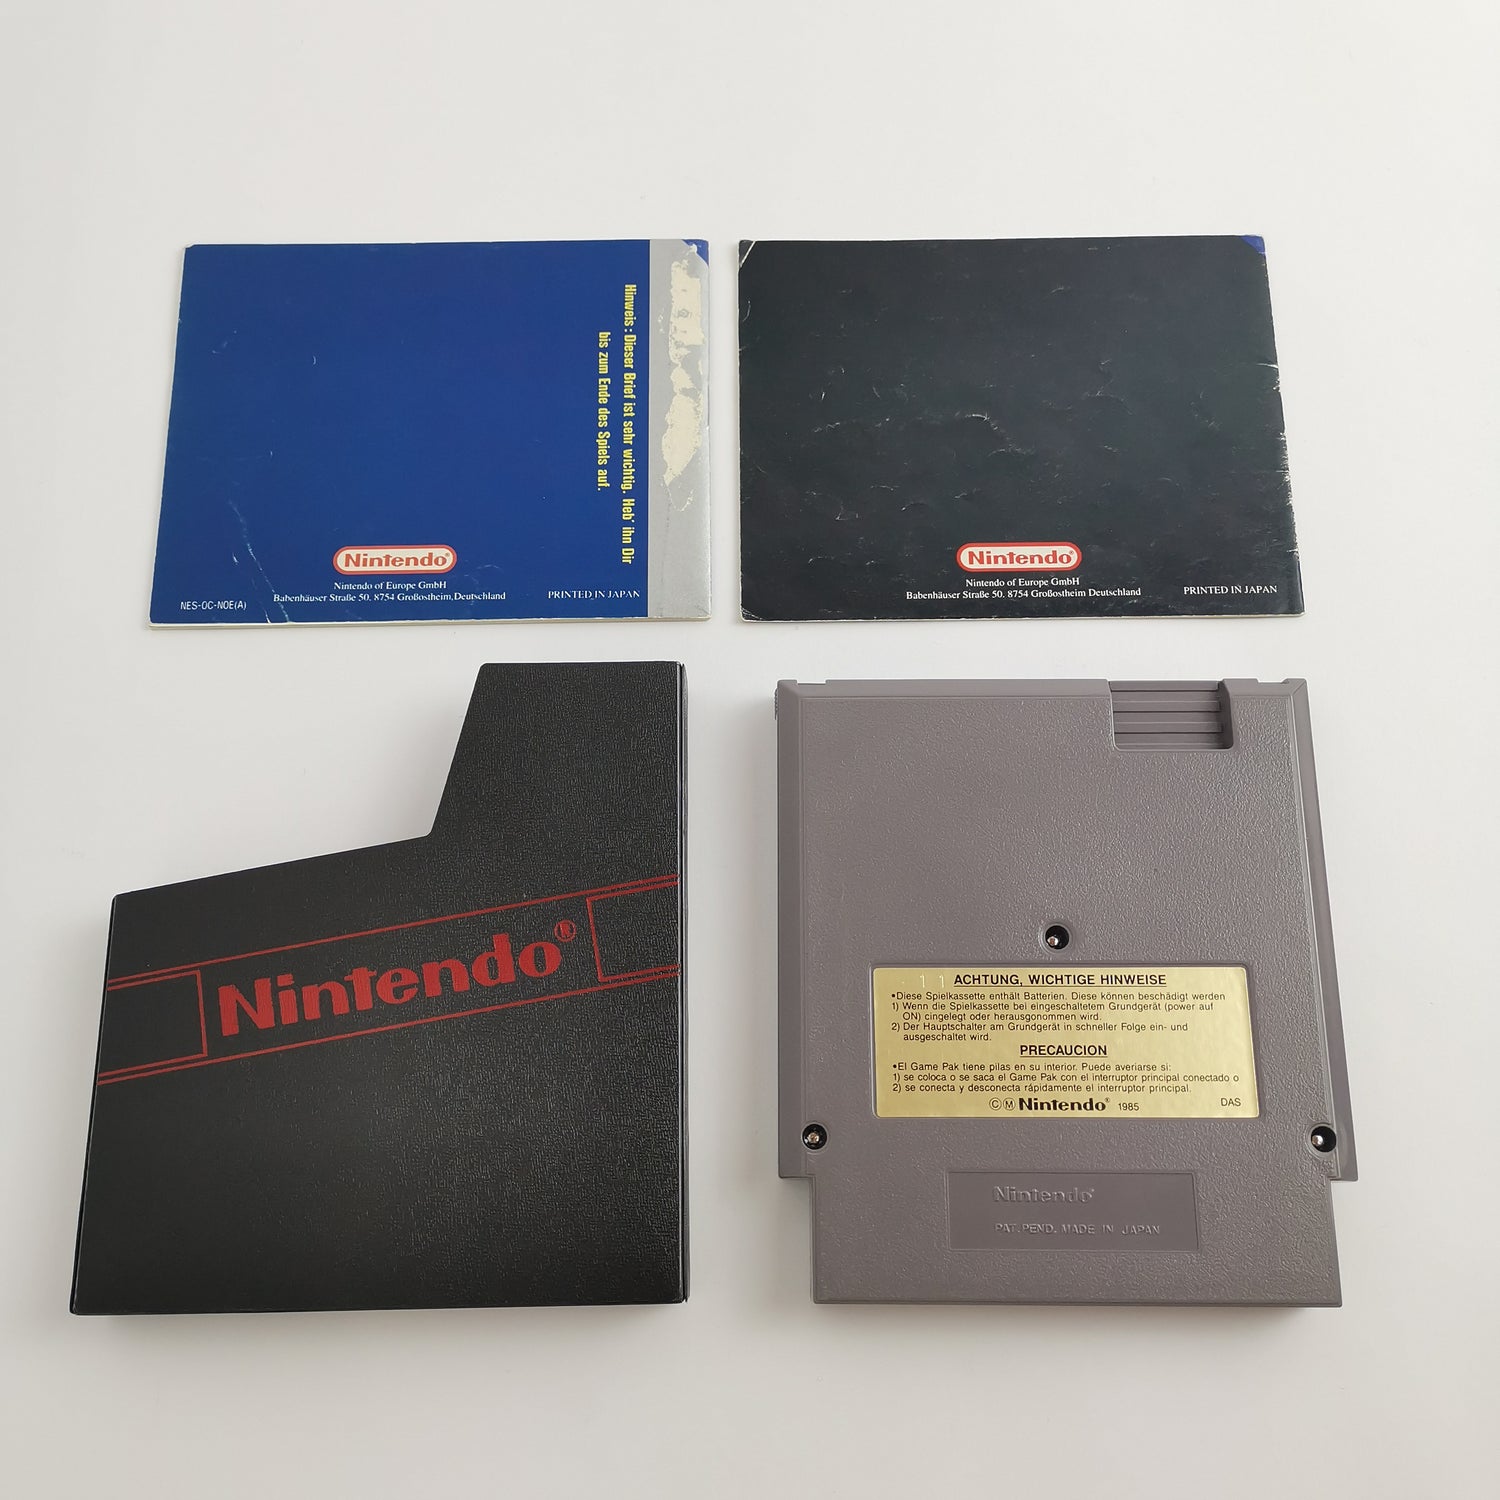 Hinweis: Dieser Brief ist sehr wichtig. Heb' ihn Dir
bis zum Ende des Spiels auf.
Nintendo®
Nintendo of Europe GmbH
Babenhäuser Straße 50, 8754 Großostheim, Deutschland
NES-OC-NOE(A)
PRINTED IN JAPAN
Nintendo®
Nintendo of Europe GmbH
Babenhäuser Straße 50, 8754 Großostheim Deutschland
PRINTED IN JAPAN
Nintendo®
1 1 ACHTUNG, WICHTIGE HINWEISE
•Diese Spielkassette enthält Batterien. Diese können beschädigt werden
1) Wenn die Spielkassette bei eingeschaltetem Grundgerät (power auf
ON) eingelegt oder herausgonommen wird.
2) Der Hauptschalter am Grundgerät in schneller Folge ein- und
ausgeschaltet wird.
PRECAUCION
•El Game Pak tiene pilas en su interior. Puede averiarse si:
1) se coloca o se saca el Game Pak con el interruptor principal conectado o
2) se conecta y desconecta rápidamente el interruptor principal.
ⒸⓂ Nintendo® 1985 DAS
Nintendo®
PAT. PEND. MADE IN JAPAN